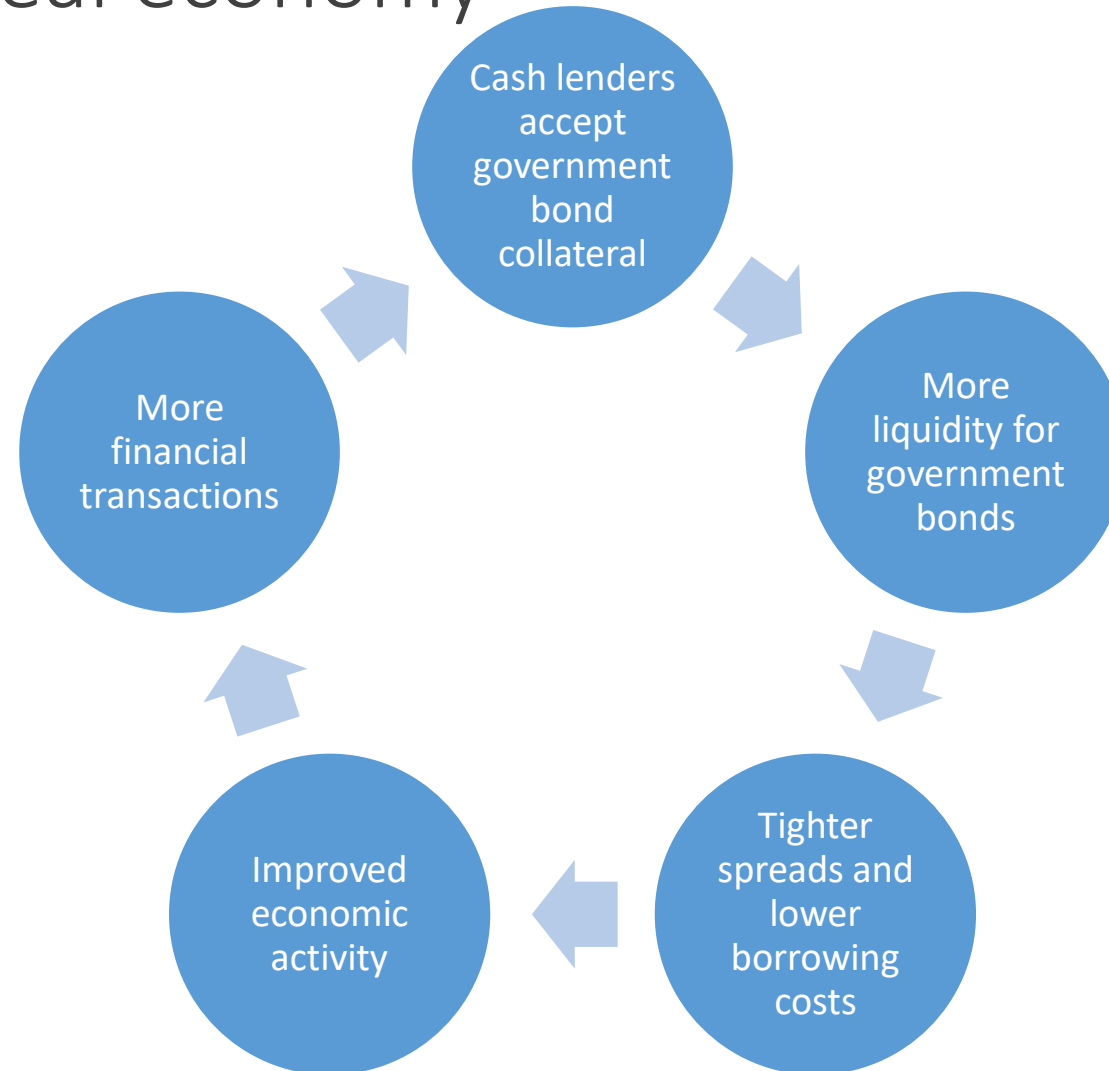 economy
Cash lenders
accept
government
bond
collateral
More
liquidity for
government
bonds
Tighter
spreads and
lower
borrowing
costs
Improved
economic
activity
More
financial
transactions